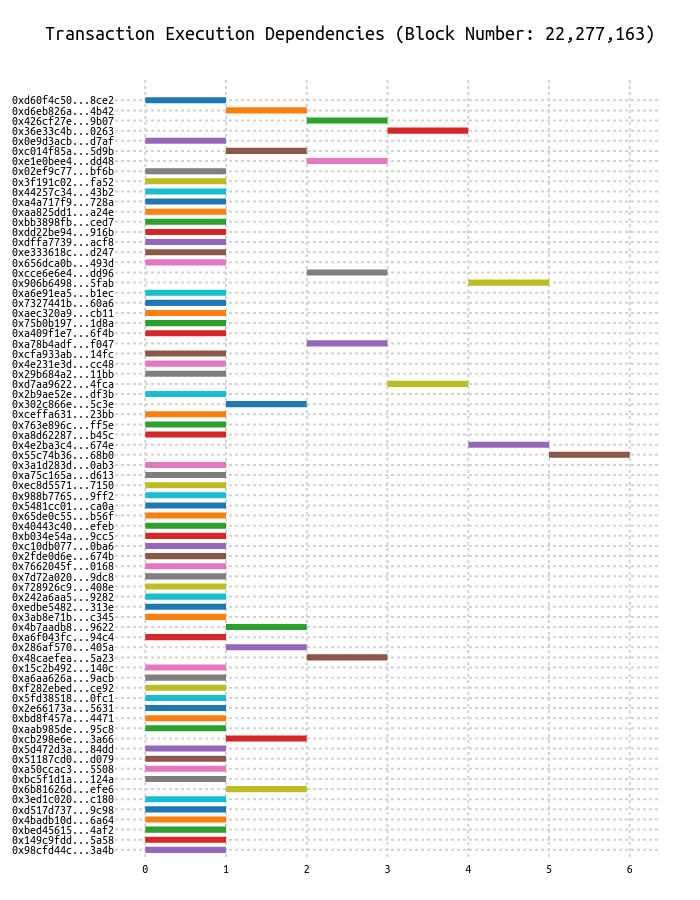 Transaction Execution Dependencies (Block Number: 22,277,163)
0xd60f4c50...8ce2
0xd6eb826a...4b42
0x426cf27e...9b07
0x36e33c4b...0263
0x0e9d3acb...d7af
0xc014f85a...5d9b
0xe1e0bee4...dd48
0x02ef9c77...bf6b
0x3f191c02...fa52
0x44257c34...43b2
0xa4a717f9...728a
0xaa825dd1...a24e
0xbb3898fb...ced7
0xdd22be94...916b
0xdffa7739...acf8
0xe333618c...d247
0x656dca0b...493d
0xcce6e6e4...dd96
0x906b6498...5fab
0xa6e91ea5...b1ec
0x7327441b...60a6
0xaec320a9...cb11
0x75b0b197...1d8a
0xa409f1e7...6f4b
0xa78b4adf...f047
0xcfa933ab...14fc
0x4e231e3d...cc48
0x29b684a2...11bb
0xd7aa9622...4fca
0x2b9ae52e...df3b
0x302c866e...5c3e
0xceffa631...23bb
0x763e896c...ff5e
0xa8d62287...b45c
0x4e2ba3c4...674e
0x55c74b36...68b0
0x3a1d283d...0ab3
0xa75c165a...d613
0xec8d5571...7150
0x988b7765...9ff2
0x5481cc01...ca0a
0x65de0c55...b56f
0x40443c40...efeb
0xb034e54a...9cc5
0xc10db077...0ba6
0x2fde0d6e...674b
0x7662045f...0168
0x7d72a020...9dc8
0x728926c9...408e
0x242a6aa5...9282
0xedbe5482...313e
0x3ab8e71b...c345
0x4b7aadb8...9622
0xa6f043fc...94c4
0x286af570...405a
0x48caefea...5a23
0x15c2b492...140c
0xa6aa626a...9acb
0xf282ebed...ce92
0x5fd38518...0fc1
0x2e66173a...5631
0xbd8f457a...4471
0xaab985de...95c8
0xcb298e6e...3a66
0x5d472d3a...84dd
0x51187cd0...d079
0xa50ccac3...5508
0xbc5f1d1a...124a
0x6b81626d...efe6
0x3ed1c020...c180
0xd517d737...9c98
0x4badb10d...6a64
0xbed45615...4af2
0x149c9fdd...5a58
0x98cfd44c...3a4b
0 1 2 3 4 5 6